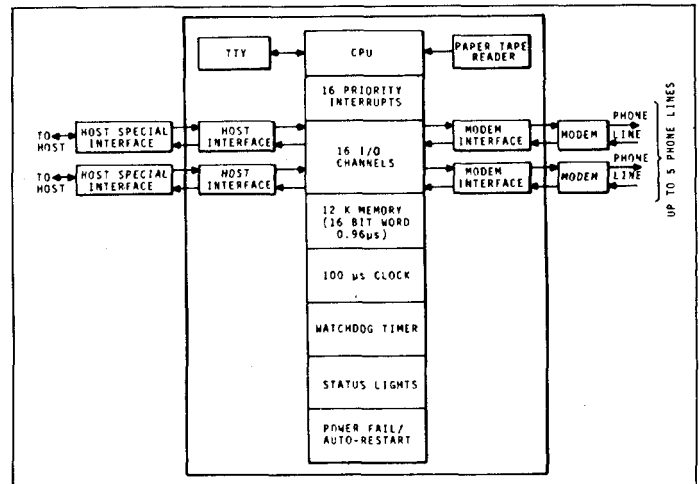 TTY
CPU
PAPER TAPE
READER
16 PRIORITY
INTERRUPTS
TO
HOST
HOST SPECIAL
INTERFACE
HOST
INTERFACE
16 I/O
CHANNELS
MODEM
INTERFACE
MODEM
PHONE
LINE
TO
HOST
HOST SPECIAL
INTERFACE
HOST
INTERFACE
MODEM
INTERFACE
MODEM
PHONE
LINE
UP TO 5 PHONE LINES
12 K MEMORY
(16 BIT WORD
0.96µs)
100 µs CLOCK
WATCHDOG TIMER
STATUS LIGHTS
POWER FAIL/
AUTO-RESTART